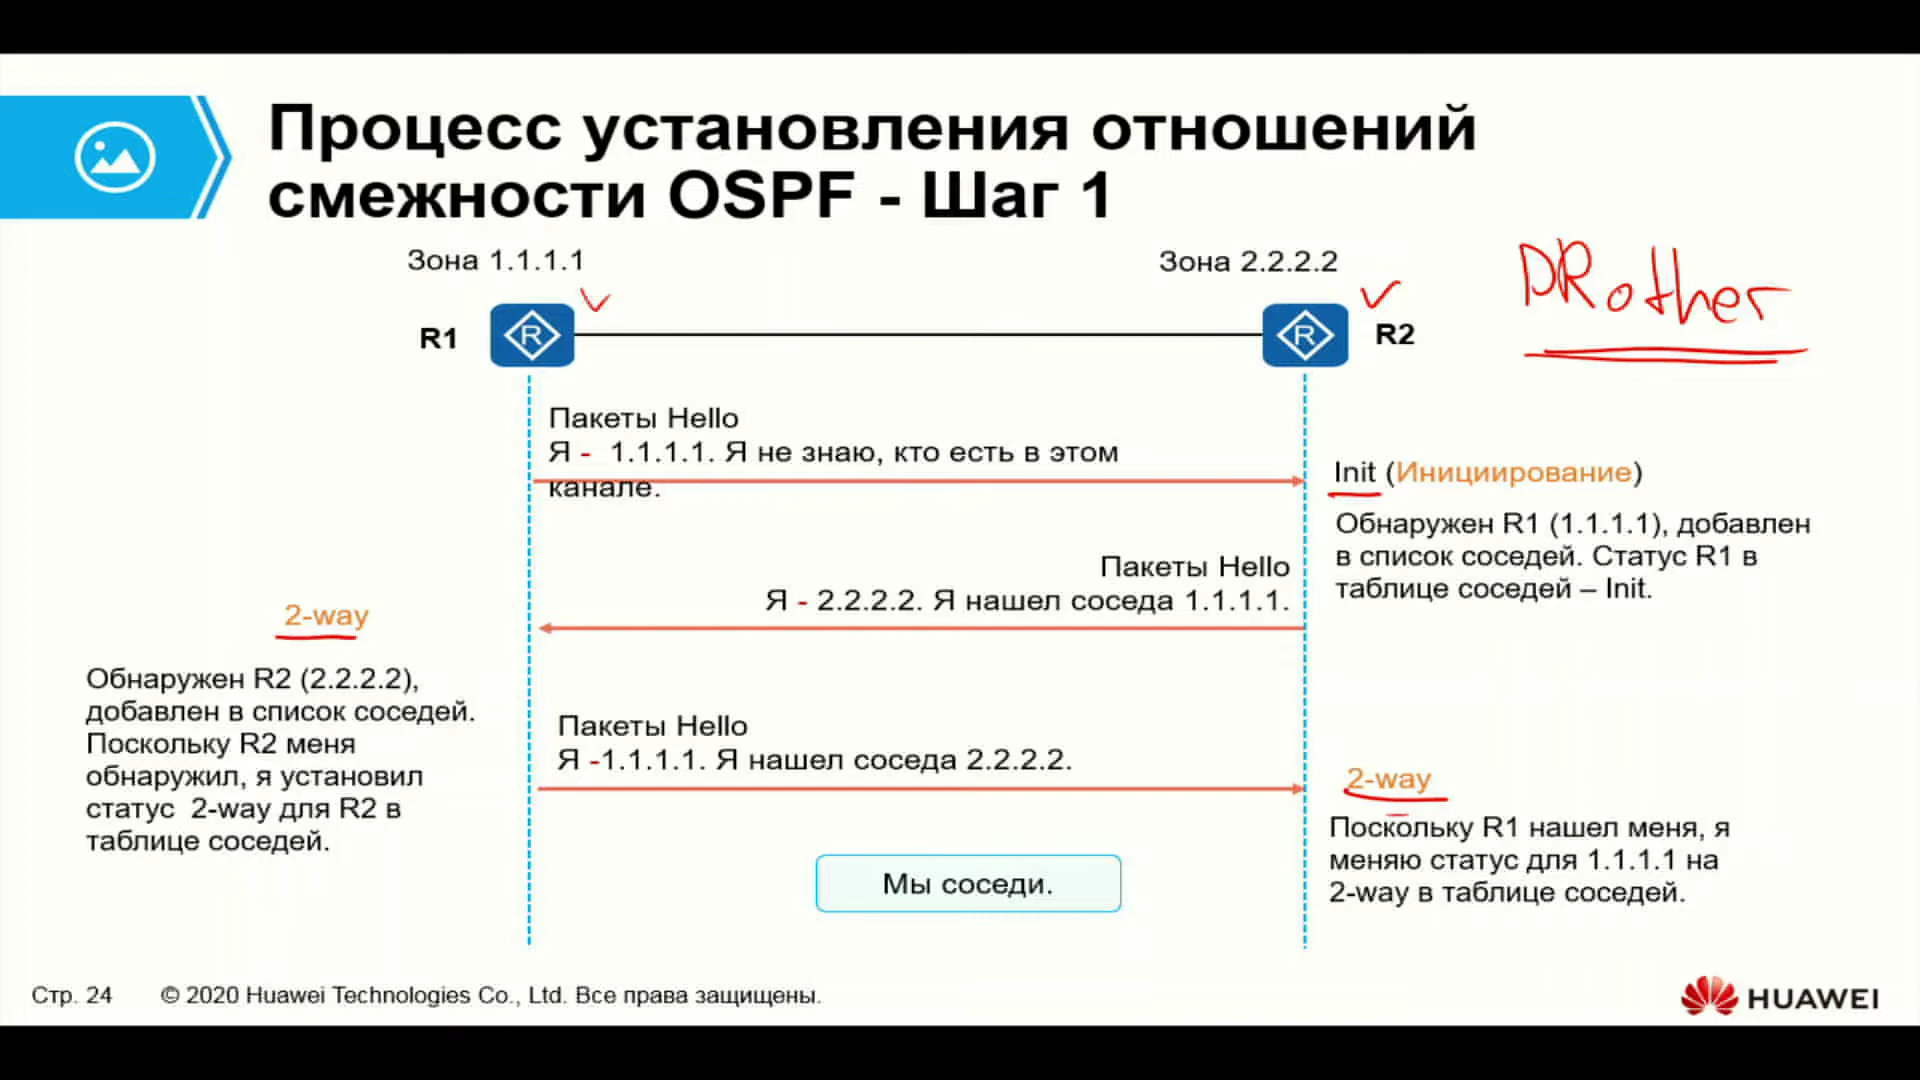 Процесс установления отношений
смежности OSPF - Шаг 1
Зона 1.1.1.1
Зона 2.2.2.2
DRother
R1
R
R
R2
Пакеты Hello
Я - 1.1.1.1. Я не знаю, кто есть в этом
канале.
Init (Инициирование)
Обнаружен R1 (1.1.1.1), добавлен
в список соседей. Статус R1 в
таблице соседей – Init.
Пакеты Hello
Я - 2.2.2.2. Я нашел соседа 1.1.1.1.
2-way
Обнаружен R2 (2.2.2.2),
добавлен в список соседей.
Поскольку R2 меня
обнаружил, я установил
статус 2-way для R2 в
таблице соседей.
Пакеты Hello
Я -1.1.1.1. Я нашел соседа 2.2.2.2.
2-way
Поскольку R1 нашел меня, я
меняю статус для 1.1.1.1 на
2-way в таблице соседей.
Мы соседи.
Стр. 24 © 2020 Huawei Technologies Co., Ltd. Все права защищены.
HUAWEI